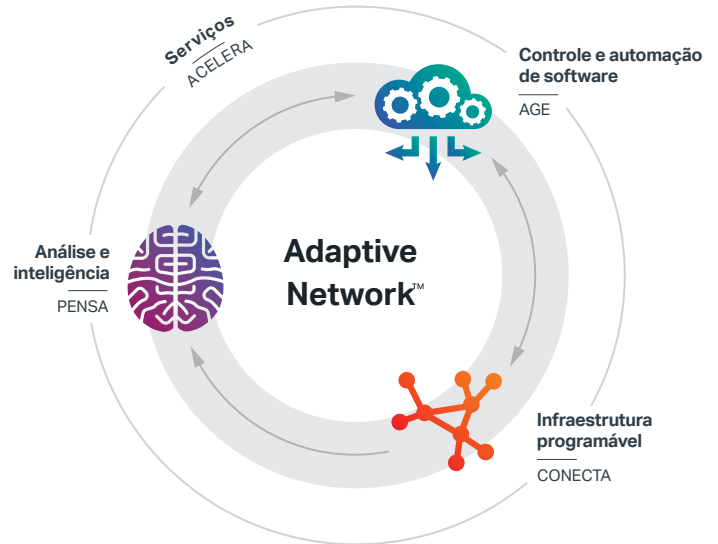 Serviços
ACELERA
Controle e automação
de software
AGE
Análise e
inteligência
PENSA
Adaptive
Network™
Infraestrutura
programável
CONECTA